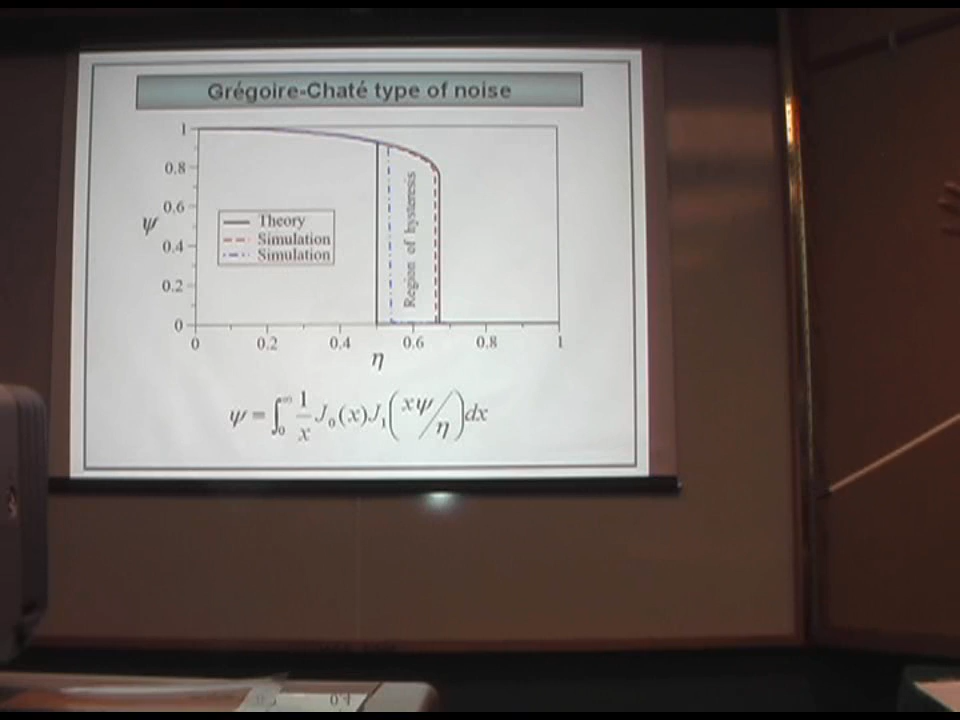 Grégoire-Chaté type of noise
1
0.8
0.6
ψ
0.4
0.2
0
Theory
Simulation
Simulation
Region of hysteresis
0 0.2 0.4 0.6 0.8 1
η
ψ = ∫₀^∞ 1/x J₀(x)J₁(xψ/η)dx